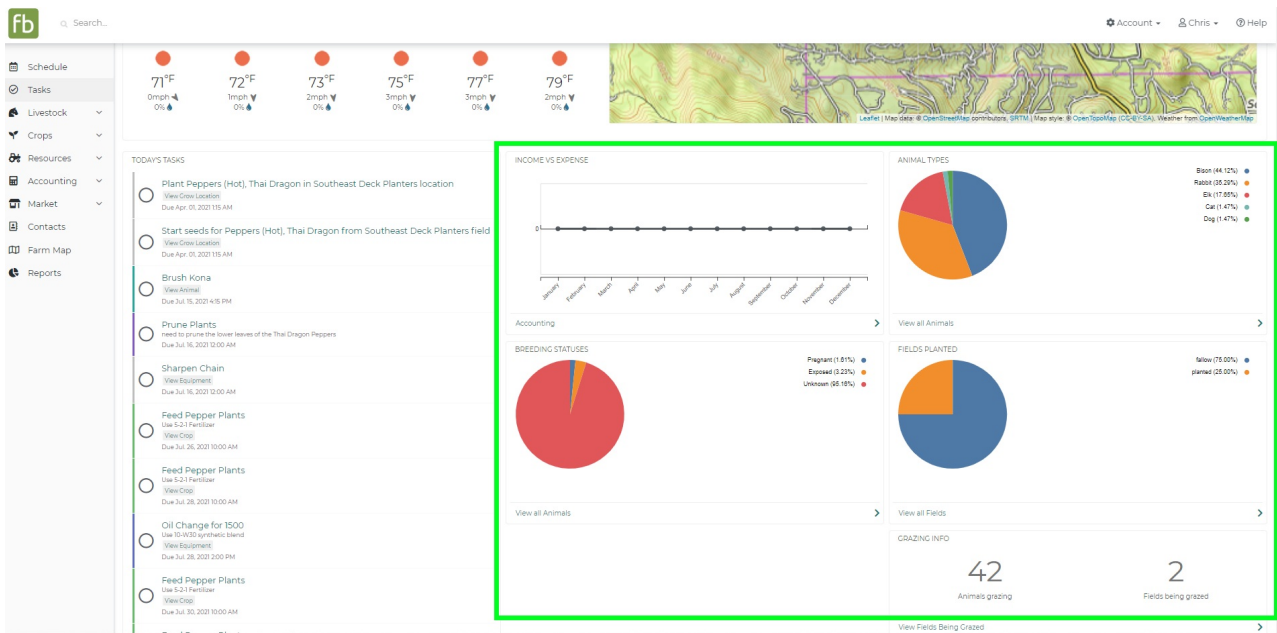 fb
Search...
Account
Chris
Help
Schedule
Tasks
Livestock
Crops
Resources
Accounting
Market
Contacts
Farm Map
Reports
71°F
0mph
0%
72°F
1mph
0%
73°F
2mph
0%
75°F
3mph
0%
77°F
3mph
0%
79°F
2mph
0%
Leaflet | Map data: © OpenStreetMap contributors, SRTM | Map style: © OpenTopoMap (CC-BY-SA), Weather from OpenWeatherMap
TODAY'S TASKS
Plant Peppers (Hot), Thai Dragon in Southeast Deck Planters location
View Grow Location
Due Apr. 01, 2021 1:15 AM
Start seeds for Peppers (Hot), Thai Dragon from Southeast Deck Planters field
View Grow Location
Due Apr. 01, 2021 1:15 AM
Brush Kona
View Animal
Due Jul. 15, 2021 4:15 PM
Prune Plants
need to prune the lower leaves of the Thai Dragon Peppers
Due Jul. 16, 2021 12:00 AM
Sharpen Chain
View Equipment
Due Jul. 16, 2021 12:00 AM
Feed Pepper Plants
Use 5-2-1 Fertilizer
View Crop
Due Jul. 26, 2021 10:00 AM
Feed Pepper Plants
Use 5-2-1 Fertilizer
View Crop
Due Jul. 28, 2021 10:00 AM
Oil Change for 1500
Use 10-W30 synthetic blend
View Equipment
Due Jul. 28, 2021 2:00 PM
Feed Pepper Plants
Use 5-2-1 Fertilizer
View Crop
Due Jul. 30, 2021 10:00 AM
INCOME VS EXPENSE
0
January
February
March
April
May
June
July
August
September
October
November
December
Accounting
ANIMAL TYPES
Bison (44.12%)
Rabbit (35.29%)
Elk (17.65%)
Cat (1.47%)
Dog (1.47%)
View all Animals
BREEDING STATUSES
Pregnant (1.61%)
Exposed (3.23%)
Unknown (95.16%)
View all Animals
FIELDS PLANTED
fallow (75.00%)
planted (25.00%)
View all Fields
GRAZING INFO
42
Animals grazing
2
Fields being grazed
View Fields Being Grazed